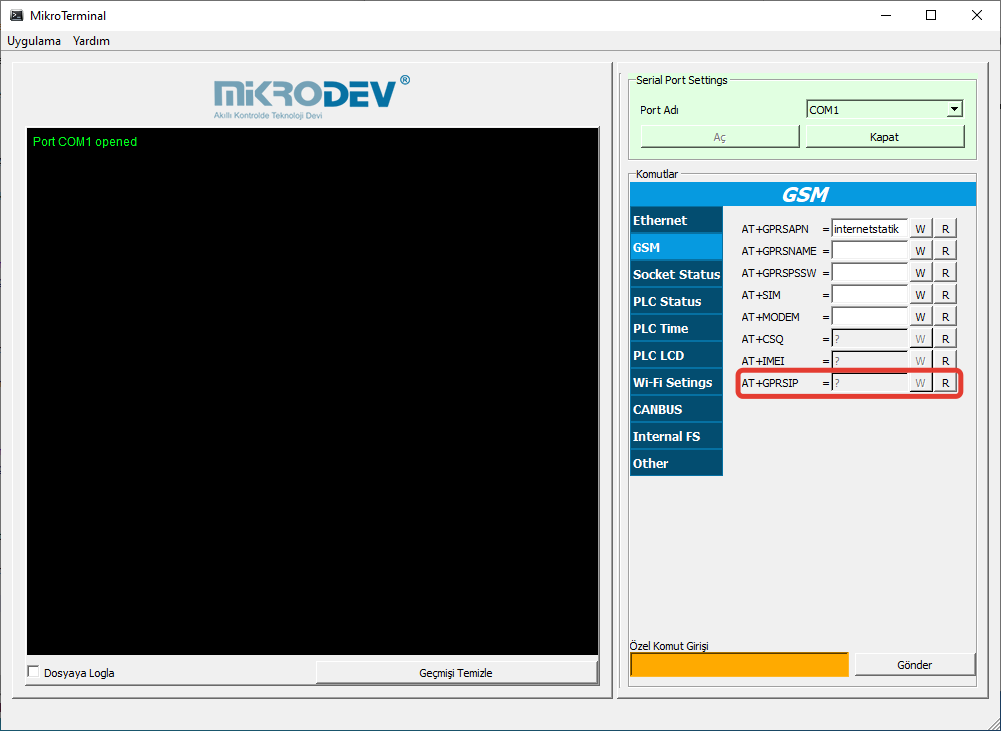 MikroTerminal
Uygulama Yardım
MİKRODEV®
Akıllı Kontrolde Teknoloji Devi
Port COM1 opened
Dosyaya Logla
Geçmişi Temizle
Serial Port Settings
Port Adı COM1
Aç Kapat
Komutlar
GSM
Ethernet
GSM
Socket Status
PLC Status
PLC Time
PLC LCD
Wi-Fi Setings
CANBUS
Internal FS
Other
AT+GPRSAPN = internetstatik W R
AT+GPRSNAME = W R
AT+GPRSPSSW = W R
AT+SIM = W R
AT+MODEM = W R
AT+CSQ = ? W R
AT+IMEI = ? W R
AT+GPRSIP = ? W R
Özel Komut Girişi
Gönder